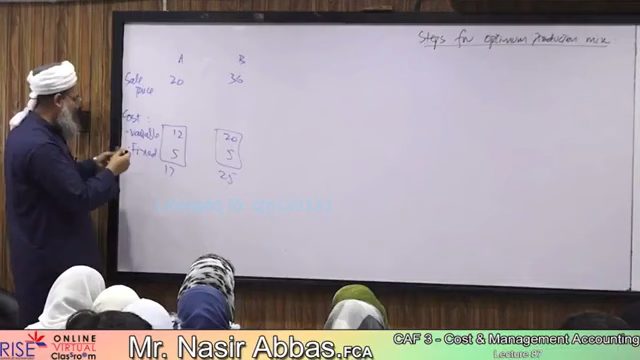 Steps for optimum production mix
A B
Sale price 20 36
Cost :
- variable 12 20
- Fixed 5 5
17 25
RISE ONLINE VIRTUAL Classroom
Mr. Nasir Abbas.FCA
CAF 3 - Cost & Management Accounting
Lecture 67